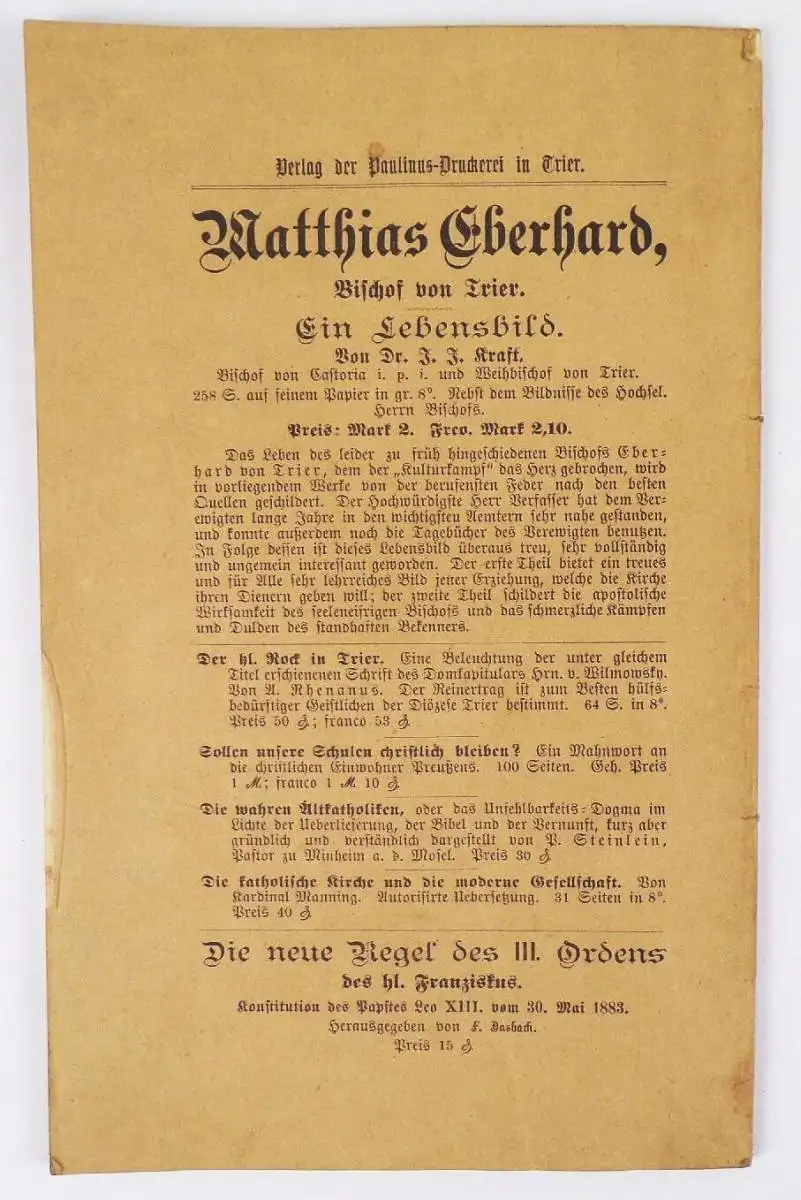 Verlag der Paulinus-Druckerei in Trier.
Matthias Eberhard,
Bischof von Trier.
Ein Lebensbild.
Von Dr. J. J. Kraft,
Bischof von Castoria i. p. i. und Weihbischof von Trier.
258 S. auf feinem Papier in gr. 8°. Nebst dem Bildnisse des Hochsel.
Herrn Bischofs.
Preis: Mark 2. Frco. Mark 2,10.
Das Leben des leider zu früh hingeschiedenen Bischofs Eber-
hard von Trier, dem der „Kulturkampf“ das Herz gebrochen, wird
in vorliegendem Werke von der berufensten Feder nach den besten
Quellen geschildert. Der Hochwürdigste Herr Verfasser hat dem Ver-
ewigten lange Jahre in den wichtigsten Aemtern sehr nahe gestanden,
und konnte außerdem noch die Tagebücher des Verewigten benutzen.
In Folge dessen ist dieses Lebensbild überaus treu, sehr vollständig
und ungemein interessant geworden. Der erste Theil bietet ein treues
und für Alle sehr lehrreiches Bild jener Erziehung, welche die Kirche
ihren Dienern geben will; der zweite Theil schildert die apostolische
Wirksamkeit des seeleneifrigen Bischofs und das schmerzliche Kämpfen
und Dulden des standhaften Bekenners.
Der hl. Rock in Trier. Eine Beleuchtung der unter gleichem
Titel erschienenen Schrift des Domkapitulars Hrn. v. Wilmowsky.
Von A. Rhenanus. Der Reinertrag ist zum Besten hülfs-
bedürftiger Geistlichen der Diözese Trier bestimmt. 64 S. in 8°.
Preis 50 ₰; franco 53 ₰.
Sollen unsere Schulen christlich bleiben? Ein Mahnwort an
die christlichen Einwohner Preußens. 100 Seiten. Geh. Preis
1 ℳ; franco 1 ℳ 10 ₰.
Die wahren Altkatholiken, oder das Unfehlbarkeits-Dogma im
Lichte der Ueberlieferung, der Bibel und der Vernunft, kurz aber
gründlich und verständlich dargestellt von P. Steinlein,
Pastor zu Minheim a. d. Mosel. Preis 30 ₰.
Die katholische Kirche und die moderne Gesellschaft. Von
Kardinal Manning. Autorisirte Uebersetzung. 31 Seiten in 8°.
Preis 40 ₰.
Die neue Regel des III. Ordens
des hl. Franziskus.
Konstitution des Papstes Leo XIII. vom 30. Mai 1883.
Herausgegeben von F. Dasbach.
Preis 15 ₰.